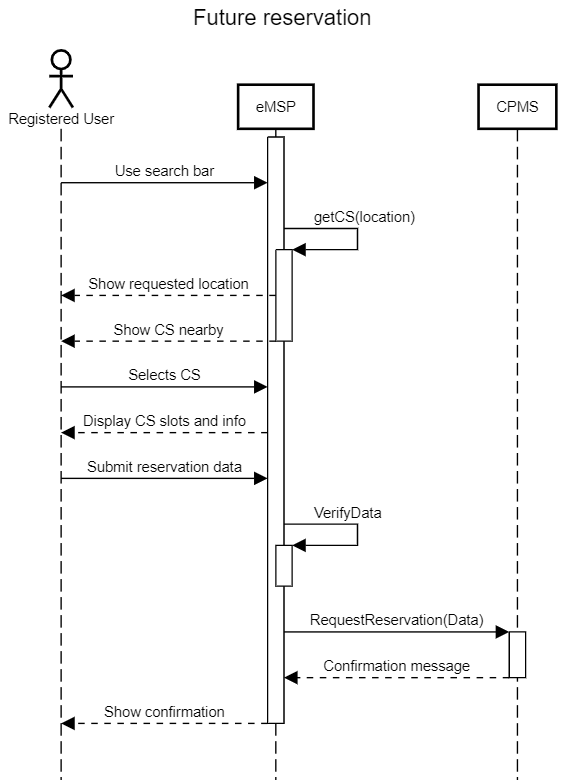 Future reservation
Registered User
eMSP
CPMS
Use search bar
getCS(location)
Show requested location
Show CS nearby
Selects CS
Display CS slots and info
Submit reservation data
VerifyData
RequestReservation(Data)
Confirmation message
Show confirmation